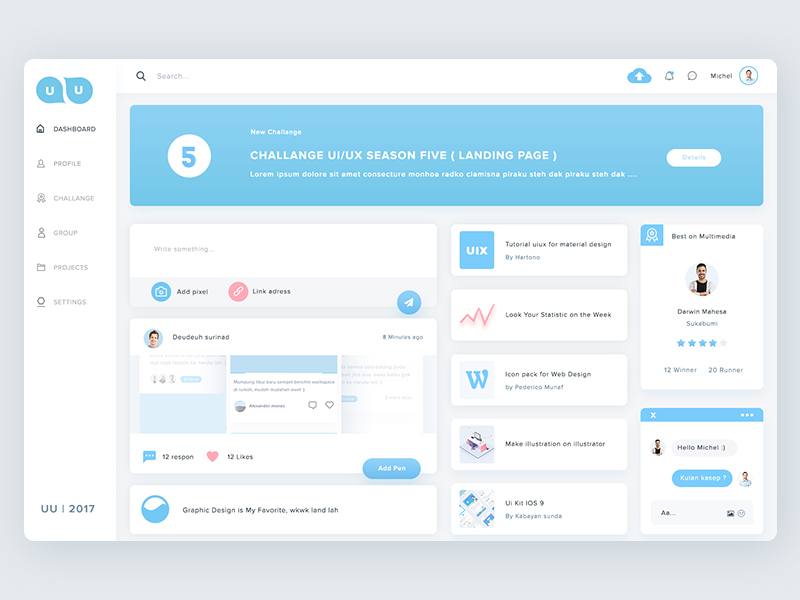 U U
DASHBOARD
PROFILE
CHALLANGE
GROUP
PROJECTS
SETTINGS
UU | 2017
Search...
Michel
5
New Challange
CHALLANGE UI/UX SEASON FIVE ( LANDING PAGE )
Lorem ipsum dolore sit amet consecture monhoa radko ciamisna piraku steh dak piraku steh dak ....
Details
Write something...
Add pixel
Link adress
Deudeuh surinad
8 Minutes ago
Alexander monas
12 respon
12 Likes
Add Pen
Graphic Design is My Favorite, wkwk land lah
UIX
Tutorial uiux for material design
By Hartono
Look Your Statistic on the Week
W
Icon pack for Web Design
by Pederico Munaf
Make illustration on illustrator
Ui Kit IOS 9
By Kabayan sunda
Best on Multimedia
Darwin Mahesa
Sukabumi
12 Winner
20 Runner
X
Hello Michel :)
Kulan kasep ?
Aa...